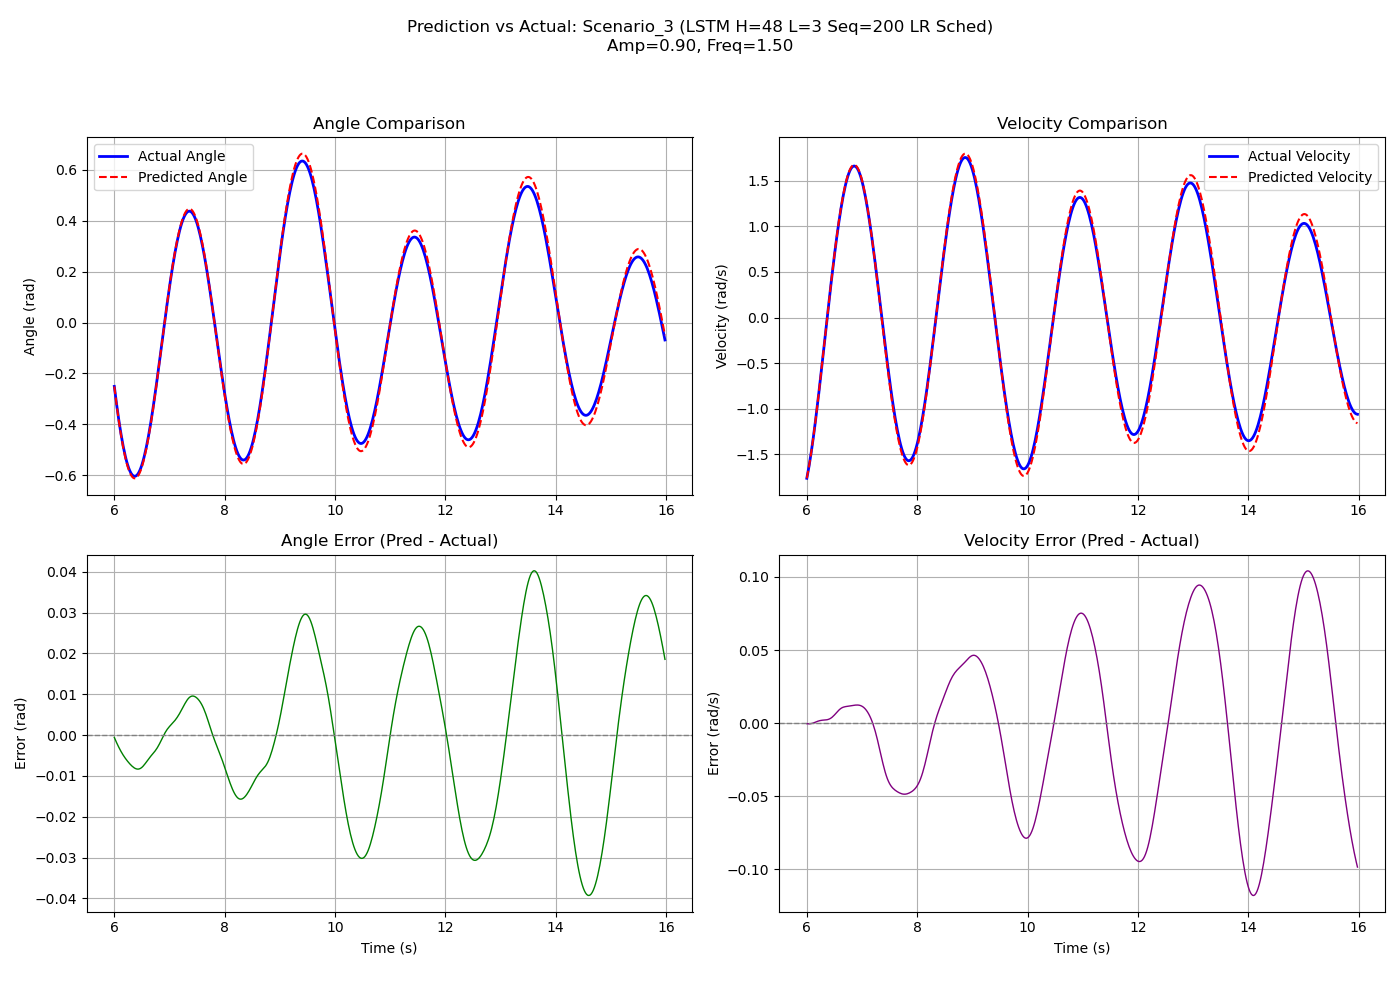 Prediction vs Actual: Scenario_3 (LSTM H=48 L=3 Seq=200 LR Sched)
Amp=0.90, Freq=1.50
Angle Comparison
Actual Angle
Predicted Angle
Angle (rad)
0.6
0.4
0.2
0.0
−0.2
−0.4
−0.6
6 8 10 12 14 16
Velocity Comparison
Actual Velocity
Predicted Velocity
Velocity (rad/s)
1.5
1.0
0.5
0.0
−0.5
−1.0
−1.5
6 8 10 12 14 16
Angle Error (Pred - Actual)
Error (rad)
0.04
0.03
0.02
0.01
0.00
−0.01
−0.02
−0.03
−0.04
6 8 10 12 14 16
Time (s)
Velocity Error (Pred - Actual)
Error (rad/s)
0.10
0.05
0.00
−0.05
−0.10
6 8 10 12 14 16
Time (s)